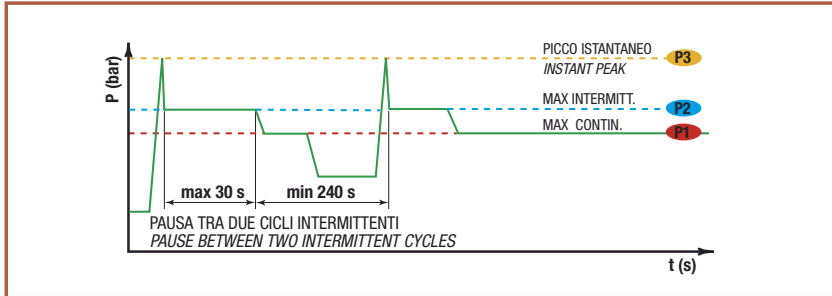 P (bar)
PICCO ISTANTANEO
INSTANT PEAK
P3
MAX INTERMITT.
P2
MAX CONTIN.
P1
max 30 s
min 240 s
PAUSA TRA DUE CICLI INTERMITTENTI
PAUSE BETWEEN TWO INTERMITTENT CYCLES
t (s)